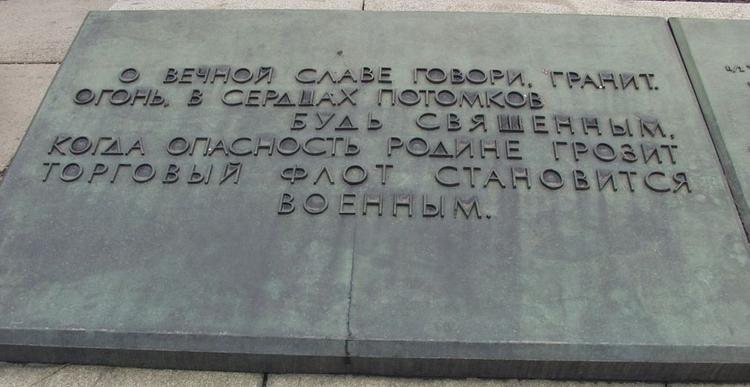 О ВЕЧНОЙ СЛАВЕ ГОВОРИ, ГРАНИТ.
ОГОНЬ, В СЕРДЦАХ ПОТОМКОВ
БУДЬ СВЯЩЕННЫМ,
КОГДА ОПАСНОСТЬ РОДИНЕ ГРОЗИТ
ТОРГОВЫЙ ФЛОТ СТАНОВИТСЯ
ВОЕННЫМ.